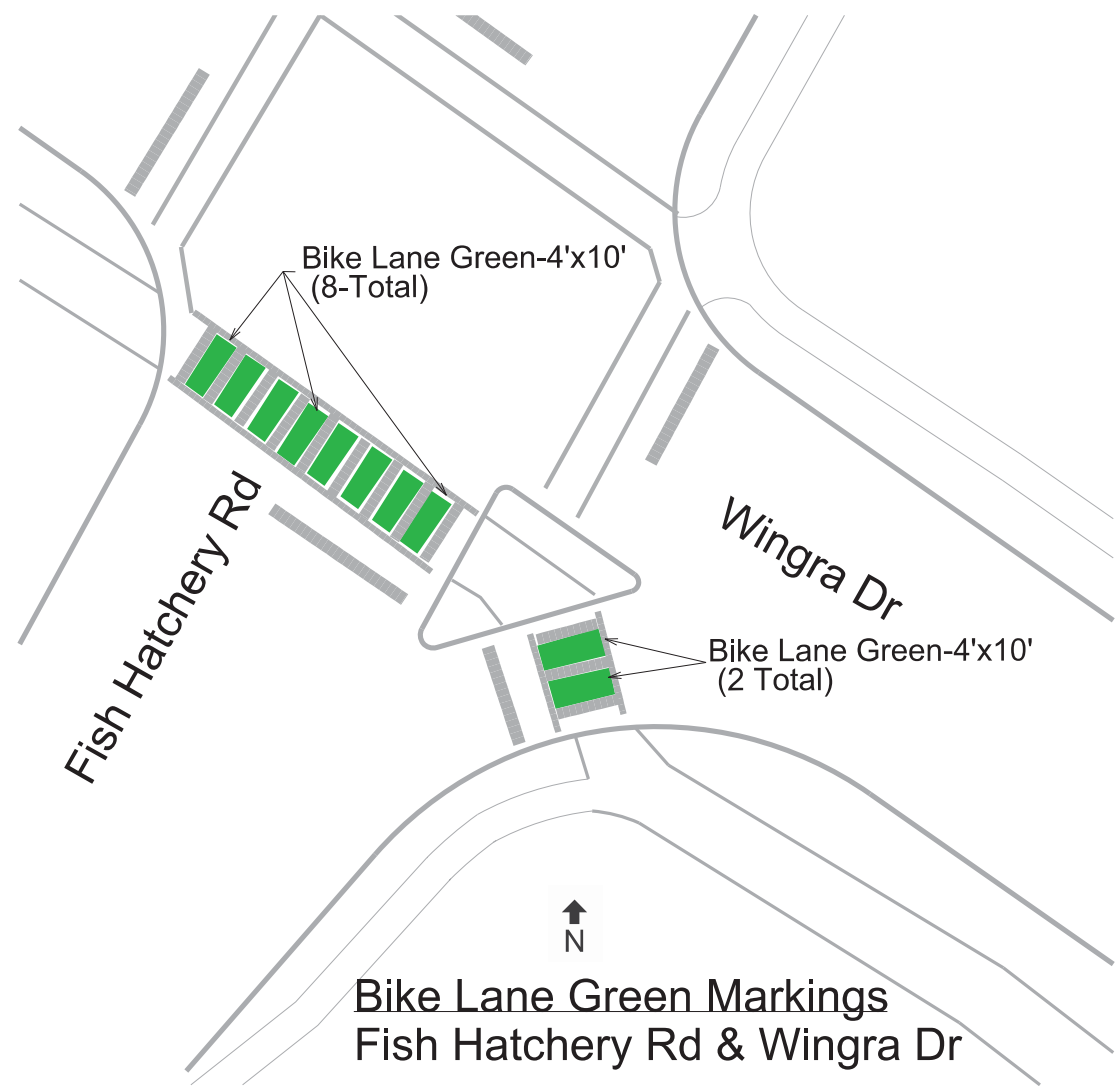 Bike Lane Green-4'x10'
(8-Total)
Fish Hatchery Rd
Wingra Dr
Bike Lane Green-4'x10'
(2 Total)
N
Bike Lane Green Markings
Fish Hatchery Rd & Wingra Dr